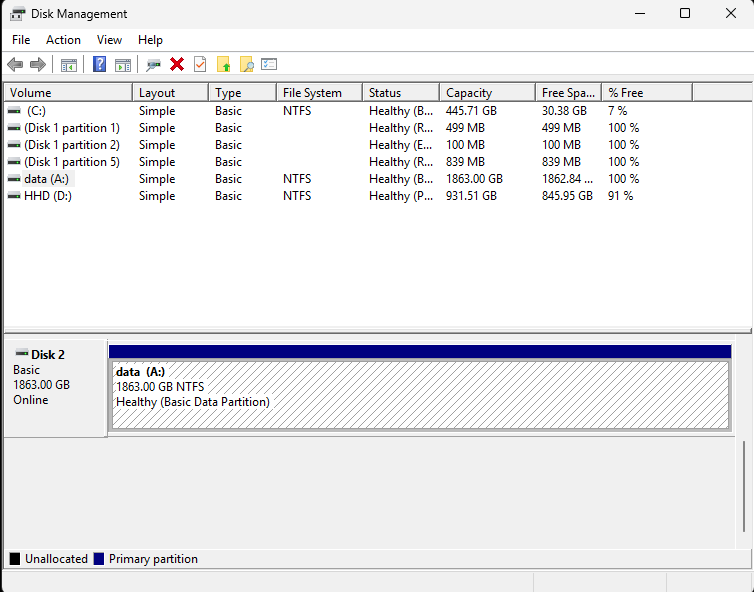 Disk Management
File Action View Help
Volume Layout Type File System Status Capacity Free Spa... % Free
(C:) Simple Basic NTFS Healthy (B... 445.71 GB 30.38 GB 7 %
(Disk 1 partition 1) Simple Basic Healthy (R... 499 MB 499 MB 100 %
(Disk 1 partition 2) Simple Basic Healthy (E... 100 MB 100 MB 100 %
(Disk 1 partition 5) Simple Basic Healthy (R... 839 MB 839 MB 100 %
data (A:) Simple Basic NTFS Healthy (B... 1863.00 GB 1862.84 ... 100 %
HHD (D:) Simple Basic NTFS Healthy (P... 931.51 GB 845.95 GB 91 %
Disk 2
Basic
1863.00 GB
Online
data (A:)
1863.00 GB NTFS
Healthy (Basic Data Partition)
Unallocated Primary partition